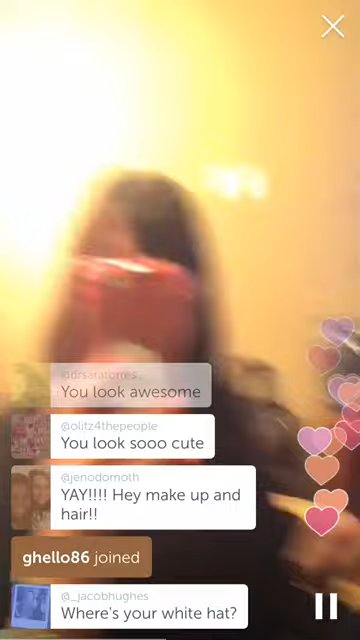 @drsaratorres
You look awesome
@olitz4thepeople
You look sooo cute
@jenodomoth
YAY!!!! Hey make up and
hair!!
ghello86 joined
@_jacobhughes
Where's your white hat?